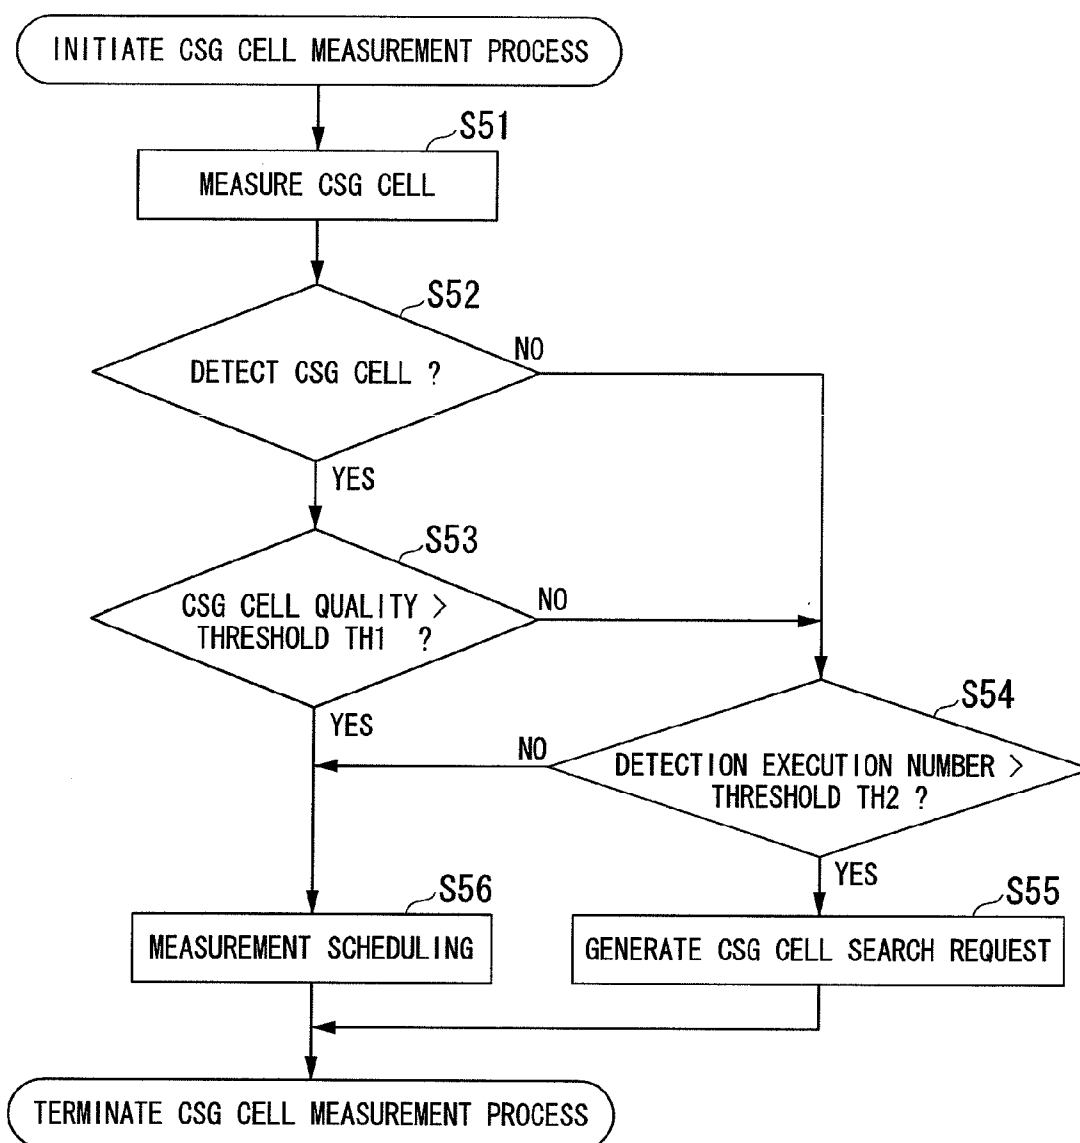 INITIATE CSG CELL MEASUREMENT PROCESS
S51
MEASURE CSG CELL
S52
DETECT CSG CELL ?
NO
YES
S53
CSG CELL QUALITY >
THRESHOLD TH1 ?
NO
YES
S54
DETECTION EXECUTION NUMBER >
THRESHOLD TH2 ?
NO
YES
S56
MEASUREMENT SCHEDULING
S55
GENERATE CSG CELL SEARCH REQUEST
TERMINATE CSG CELL MEASUREMENT PROCESS